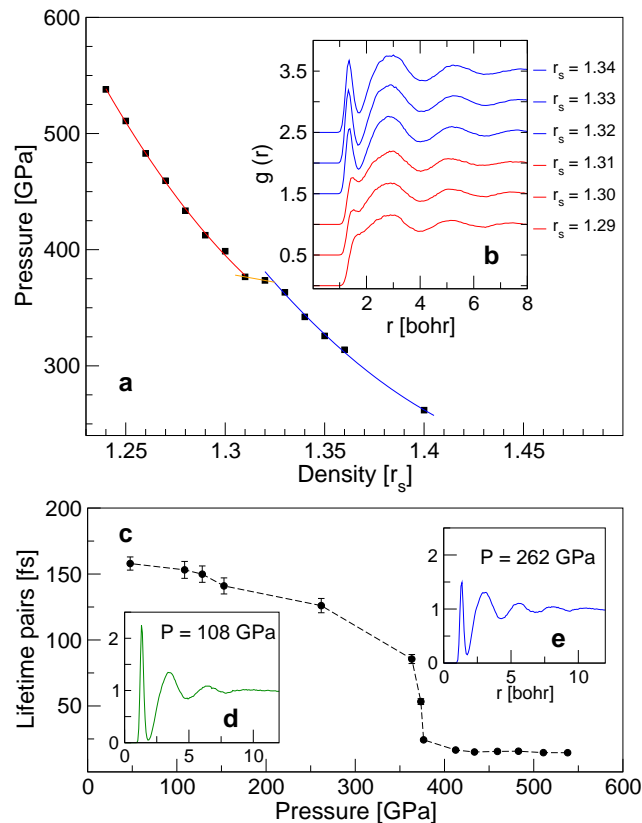 600
500
400
300
Pressure [GPa]
a
1.25
1.3
1.35
1.4
1.45
Density [r_s]
3.5
2.5
1.5
0.5
g (r)
b
2
4
6
8
r [bohr]
r_s = 1.34
r_s = 1.33
r_s = 1.32
r_s = 1.31
r_s = 1.30
r_s = 1.29
200
150
100
50
0
Lifetime pairs [fs]
c
0
100
200
300
400
500
600
Pressure [GPa]
2
1
0
P = 108 GPa
d
0
5
10
2
1
0
P = 262 GPa
e
0
5
10
r [bohr]